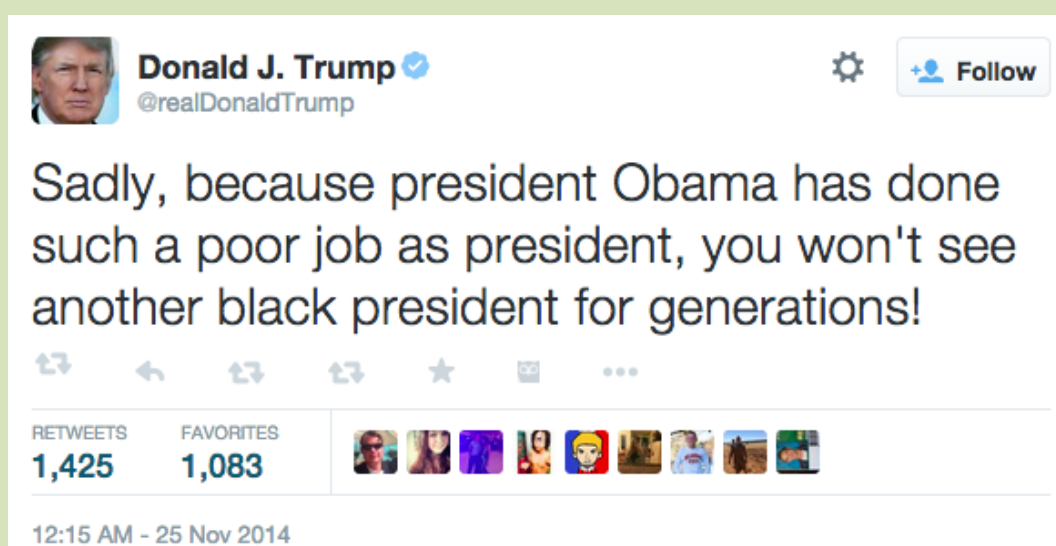 Donald J. Trump
Follow
@realDonaldTrump
Sadly, because president Obama has done
such a poor job as president, you won't see
another black president for generations!
RETWEETS FAVORITES
1,425 1,083
12:15 AM - 25 Nov 2014